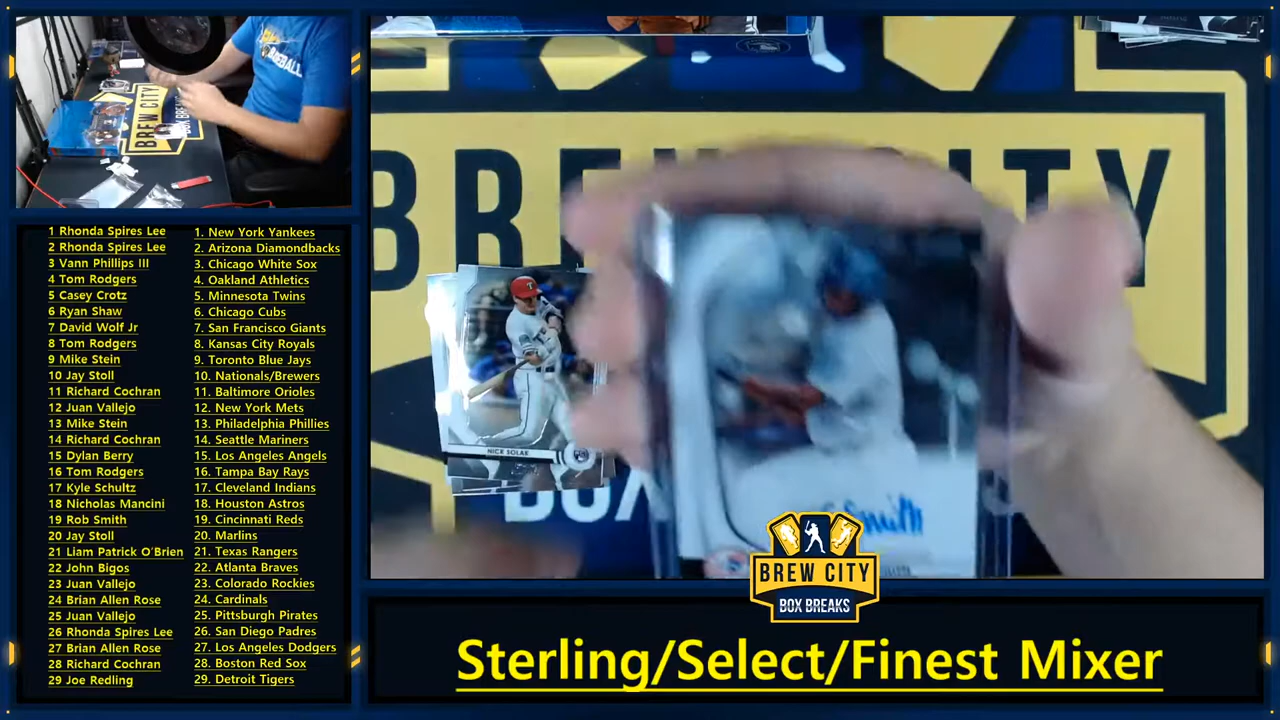 BASEBALL
BREW CITY
BOX BREAKS
BREW CITY
NICK SOLAK
Smith
BREW CITY
BOX BREAKS
Sterling/Select/Finest Mixer
1 Rhonda Spires Lee 1. New York Yankees
2 Rhonda Spires Lee 2. Arizona Diamondbacks
3 Vann Phillips III 3. Chicago White Sox
4 Tom Rodgers 4. Oakland Athletics
5 Casey Crotz 5. Minnesota Twins
6 Ryan Shaw 6. Chicago Cubs
7 David Wolf Jr 7. San Francisco Giants
8 Tom Rodgers 8. Kansas City Royals
9 Mike Stein 9. Toronto Blue Jays
10 Jay Stoll 10. Nationals/Brewers
11 Richard Cochran 11. Baltimore Orioles
12 Juan Vallejo 12. New York Mets
13 Mike Stein 13. Philadelphia Phillies
14 Richard Cochran 14. Seattle Mariners
15 Dylan Berry 15. Los Angeles Angels
16 Tom Rodgers 16. Tampa Bay Rays
17 Kyle Schultz 17. Cleveland Indians
18 Nicholas Mancini 18. Houston Astros
19 Rob Smith 19. Cincinnati Reds
20 Jay Stoll 20. Marlins
21 Liam Patrick O'Brien 21. Texas Rangers
22 John Bigos 22. Atlanta Braves
23 Juan Vallejo 23. Colorado Rockies
24 Brian Allen Rose 24. Cardinals
25 Juan Vallejo 25. Pittsburgh Pirates
26 Rhonda Spires Lee 26. San Diego Padres
27 Brian Allen Rose 27. Los Angeles Dodgers
28 Richard Cochran 28. Boston Red Sox
29 Joe Redling 29. Detroit Tigers